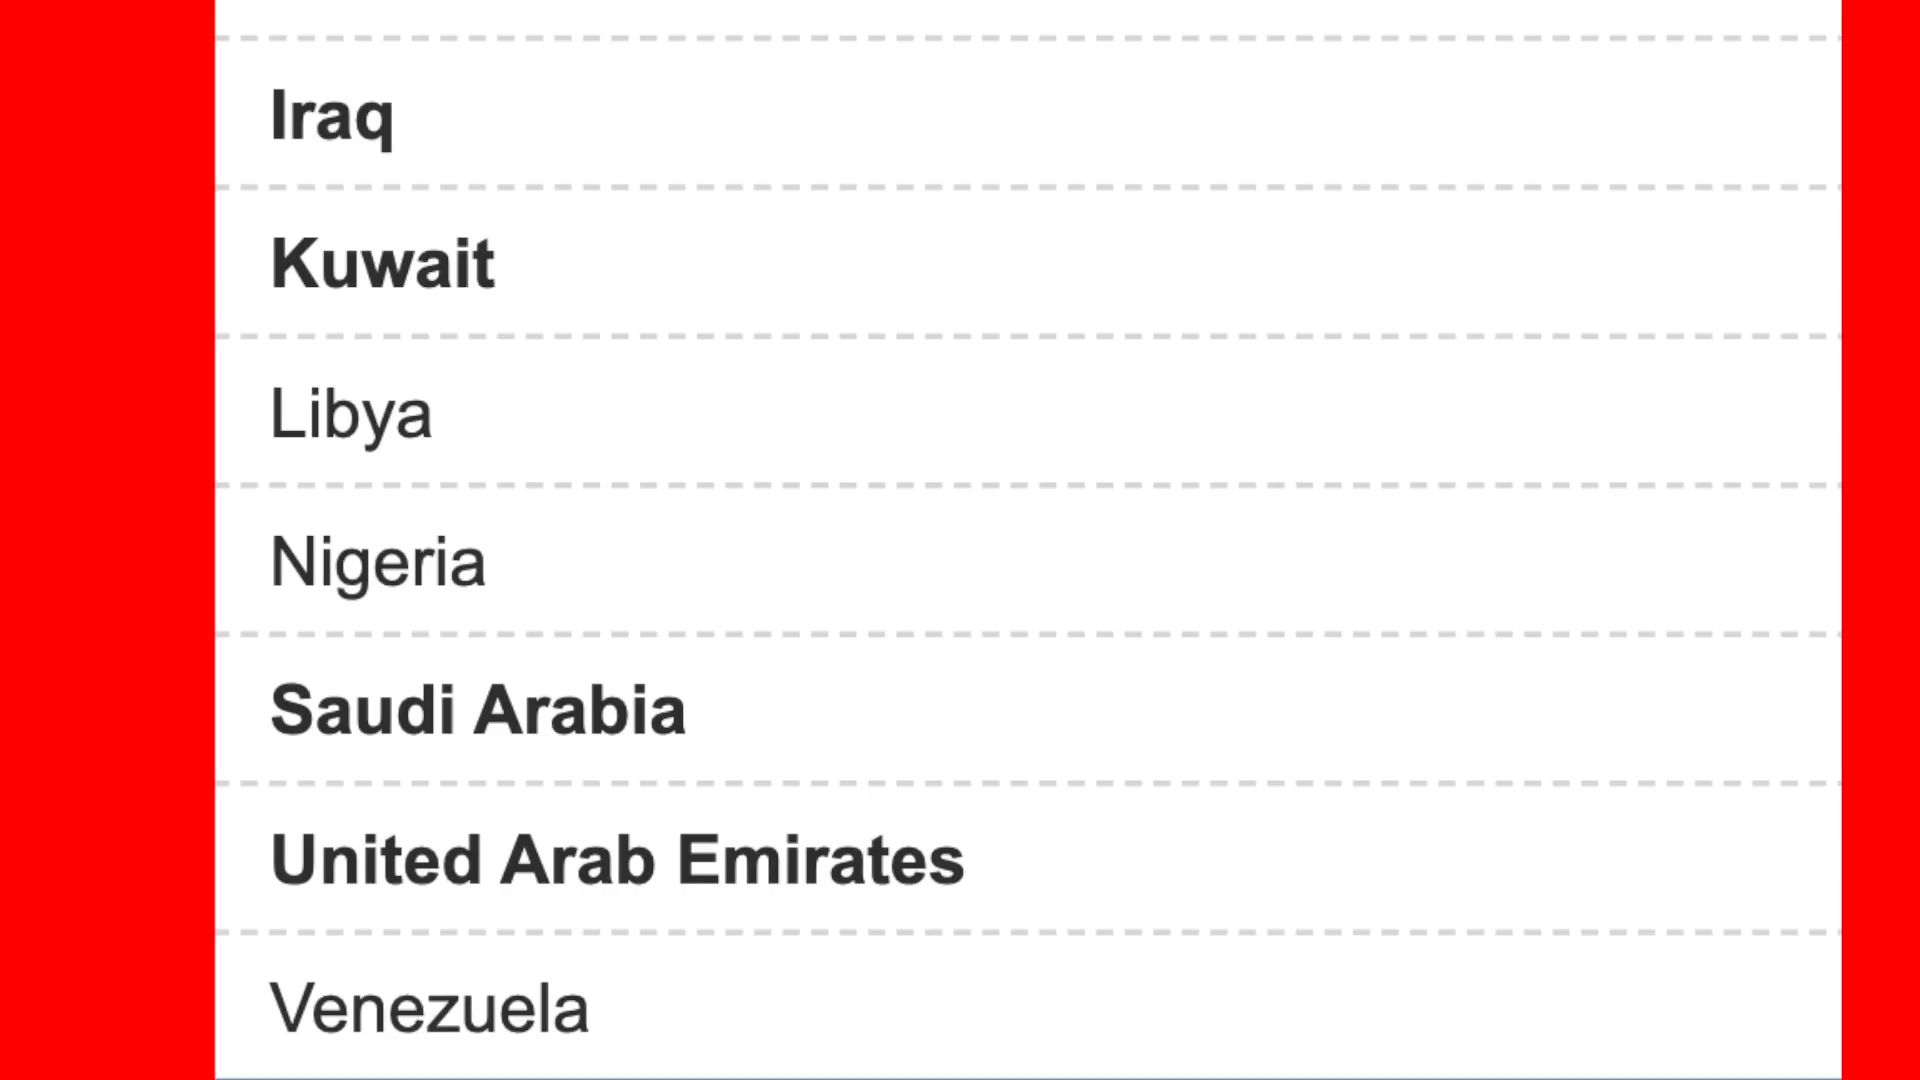 Iraq
Kuwait
Libya
Nigeria
Saudi Arabia
United Arab Emirates
Venezuela